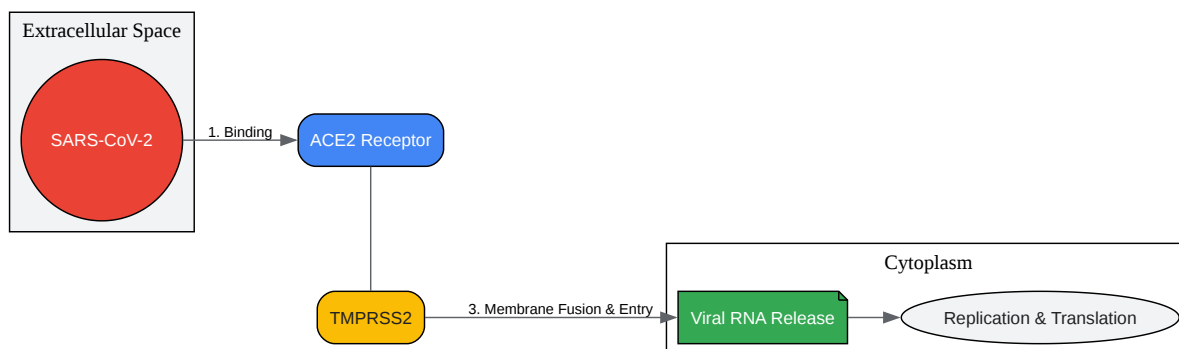 Extracellular Space
SARS-CoV-2
1. Binding
ACE2 Receptor
TMPRSS2
3. Membrane Fusion & Entry
Cytoplasm
Viral RNA Release
Replication & Translation